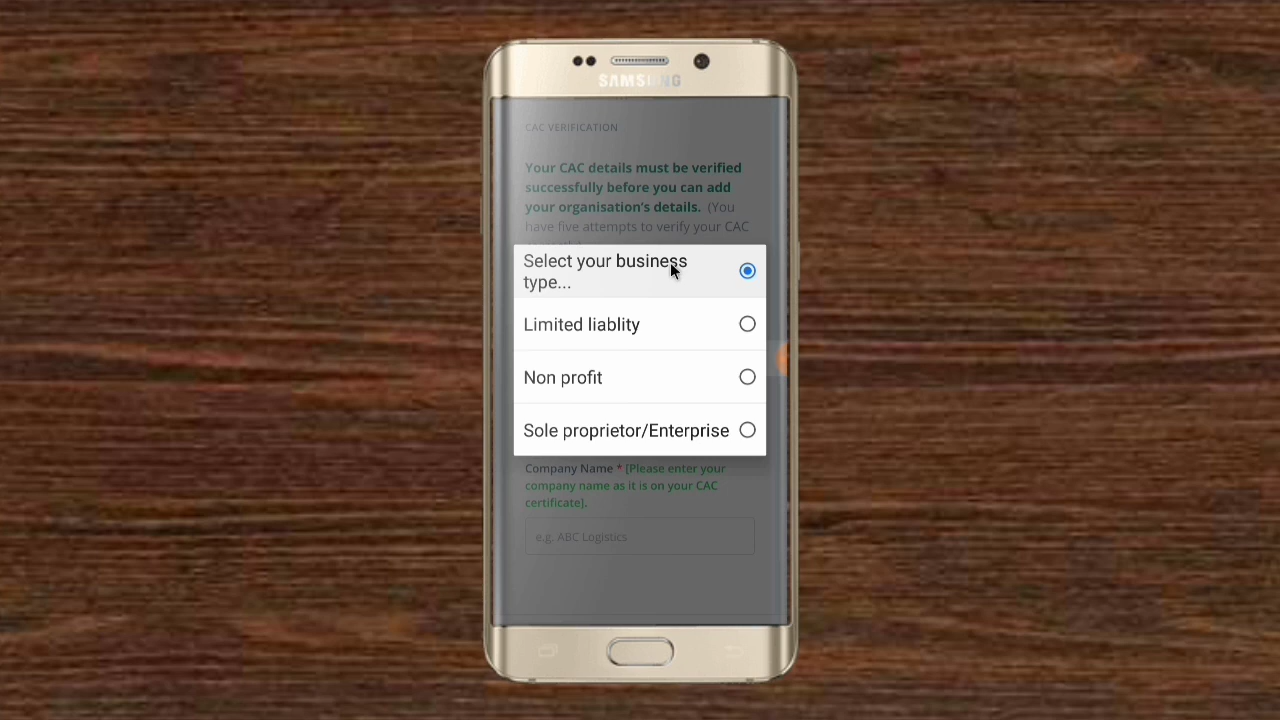 SAMSUNG
CAC VERIFICATION
Your CAC details must be verified
successfully before you can add
your organisation's details. (You
have five attempts to verify your CAC
Select your business
type...
Limited liablity
Non profit
Sole proprietor/Enterprise
Company Name * [Please enter your
company name as it is on your CAC
certificate].
e.g. ABC Logistics